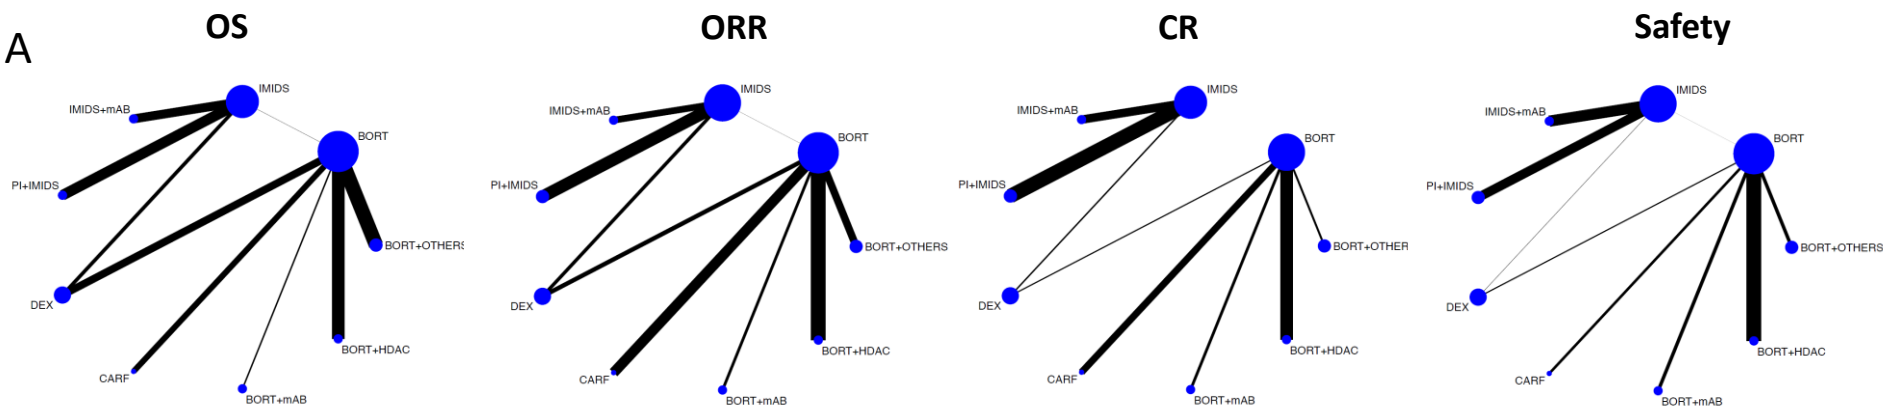 A
OS
IMIDS
IMIDS+mAB
BORT
PI+IMIDS
BORT+OTHERS
DEX
BORT+HDAC
CARF
BORT+mAB
ORR
IMIDS
IMIDS+mAB
BORT
PI+IMIDS
BORT+OTHERS
DEX
BORT+HDAC
CARF
BORT+mAB
CR
IMIDS
IMIDS+mAB
BORT
PI+IMIDS
BORT+OTHER
DEX
BORT+HDAC
CARF
BORT+mAB
Safety
IMIDS
IMIDS+mAB
BORT
PI+IMIDS
BORT+OTHERS
DEX
BORT+HDAC
CARF
BORT+mAB